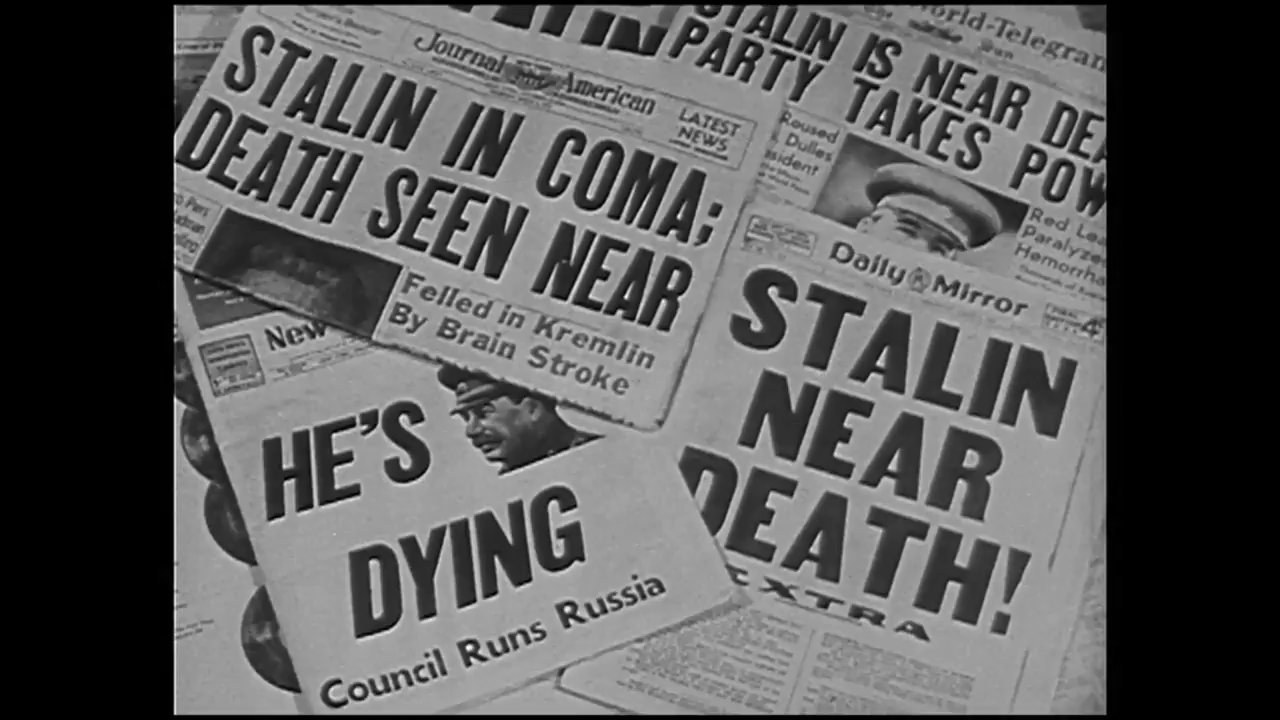 Journal American
LATEST
NEWS
STALIN IN COMA;
DEATH SEEN NEAR
Felled in Kremlin
By Brain Stroke
World-Telegram
STALIN IS NEAR DEA
PARTY TAKES POW
Roused
Dulles
sident
Red Lea
Paralyze
Hemorrha
Daily Mirror
STALIN
NEAR
DEATH!
EXTRA
New
HE'S
DYING
Council Runs Russia